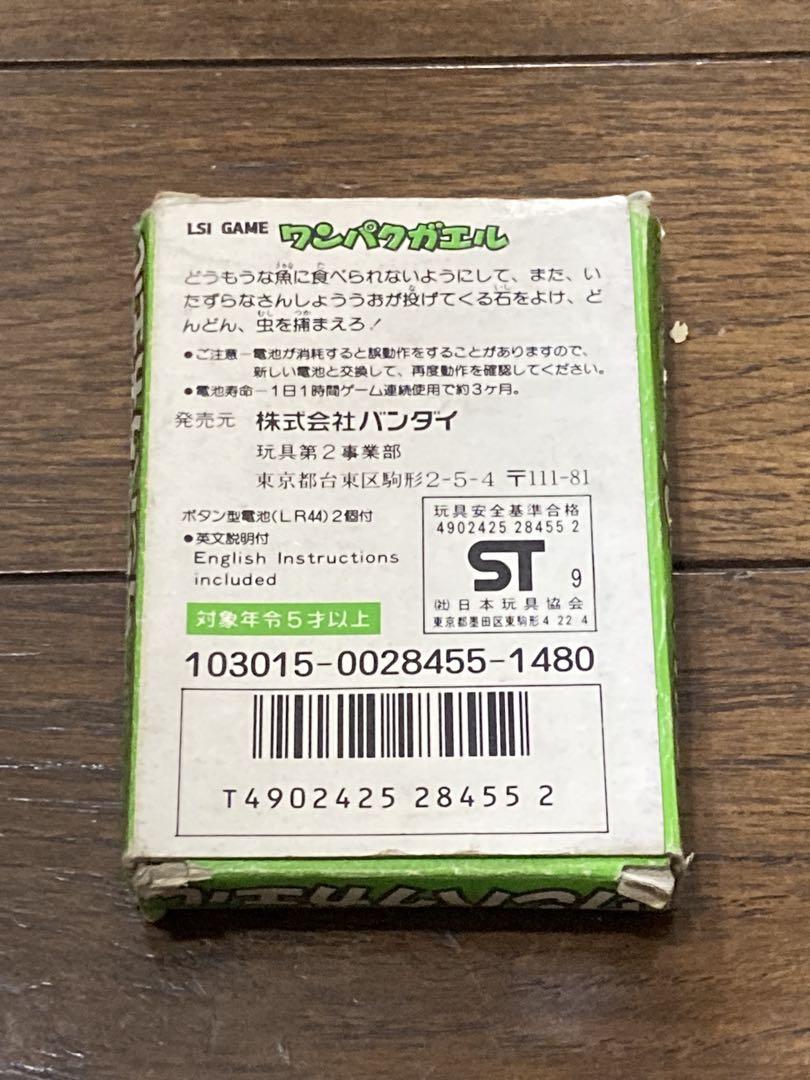 LSI GAME ワンパクガエル
どうもうな魚に食べられないようにして、また、い
たずらなさんしょううおが投げてくる石をよけ、ど
んどん、虫を捕まえろ!
●ご注意−電池が消耗すると誤動作をすることがありますので、
新しい電池と交換して、再度動作を確認してください。
●電池寿命−1日1時間ゲーム連続使用で約3ヶ月。
発売元 株式会社バンダイ
玩具第2事業部
東京都台東区駒形2-5-4 〒111-81
ボタン型電池(LR44)2個付
●英文説明付
English Instructions
included
対象年令5才以上
玩具安全基準合格
4902425 28455 2
ST 9
(社)日本玩具協会
東京都墨田区東駒形4 22 4
103015-0028455-1480
T4902425 28455 2